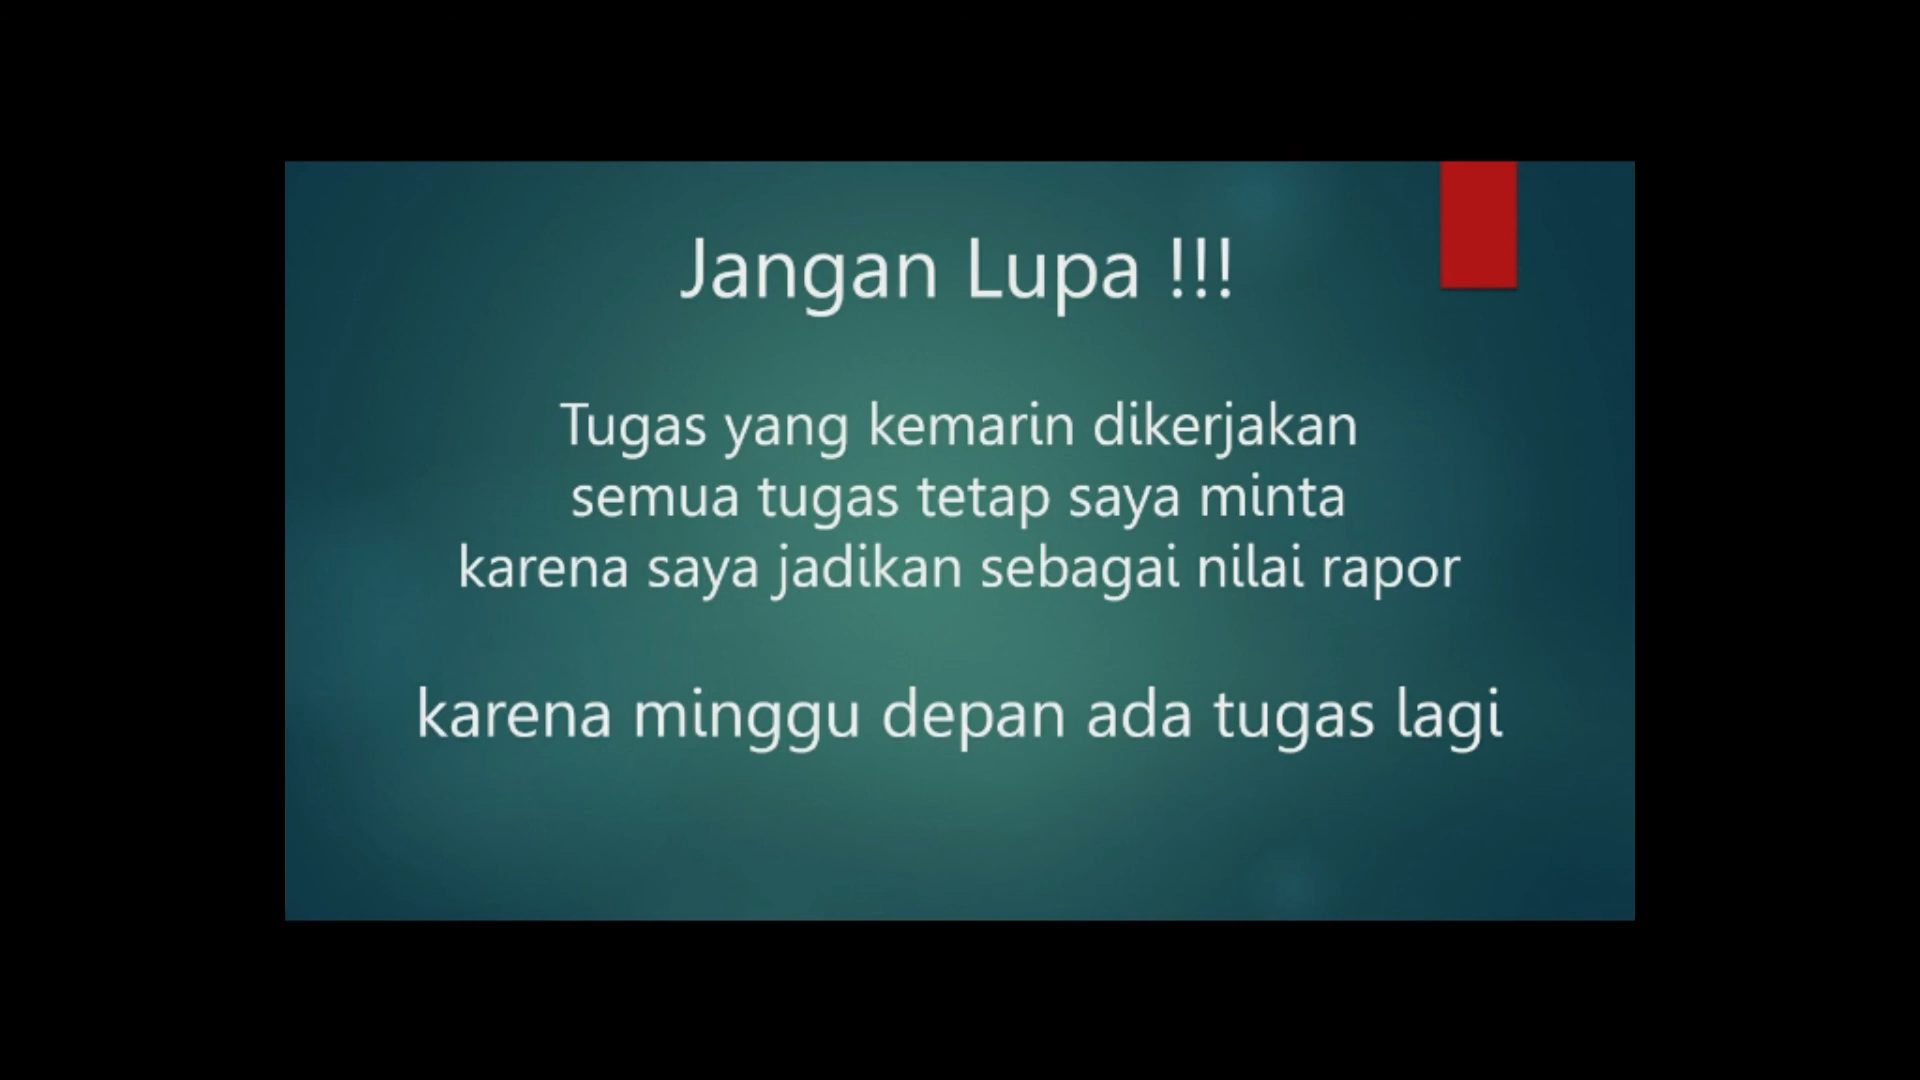 Jangan Lupa !!!
Tugas yang kemarin dikerjakan
semua tugas tetap saya minta
karena saya jadikan sebagai nilai rapor
karena minggu depan ada tugas lagi